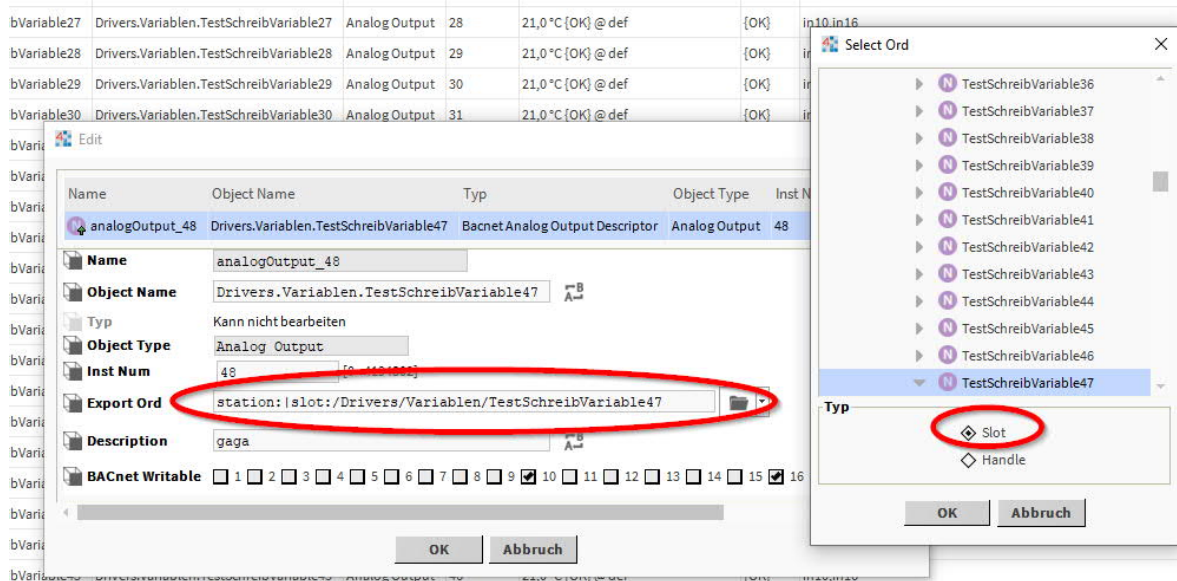 bVariable27 Drivers.Variablen.TestSchreibVariable27 Analog Output 28 21,0 °C {OK} @ def {OK} in10,in16
bVariable28 Drivers.Variablen.TestSchreibVariable28 Analog Output 29 21,0 °C {OK} @ def {OK}
bVariable29 Drivers.Variablen.TestSchreibVariable29 Analog Output 30 21,0 °C {OK} @ def {OK}
bVariable30 Drivers.Variablen.TestSchreibVariable30 Analog Output 31 21,0 °C {OK} @ def {OK}
Edit
Name Object Name Typ Object Type Inst N
analogOutput_48 Drivers.Variablen.TestSchreibVariable47 Bacnet Analog Output Descriptor Analog Output 48
Name analogOutput_48
Object Name Drivers.Variablen.TestSchreibVariable47
Typ Kann nicht bearbeiten
Object Type Analog Output
Inst Num 48
Export Ord station:|slot:/Drivers/Variablen/TestSchreibVariable47
Description gaga
BACnet Writable 1 2 3 4 5 6 7 8 9 10 11 12 13 14 15 16
OK Abbruch
Select Ord
TestSchreibVariable36
TestSchreibVariable37
TestSchreibVariable38
TestSchreibVariable39
TestSchreibVariable40
TestSchreibVariable41
TestSchreibVariable42
TestSchreibVariable43
TestSchreibVariable44
TestSchreibVariable45
TestSchreibVariable46
TestSchreibVariable47
Typ
Slot
Handle
OK Abbruch